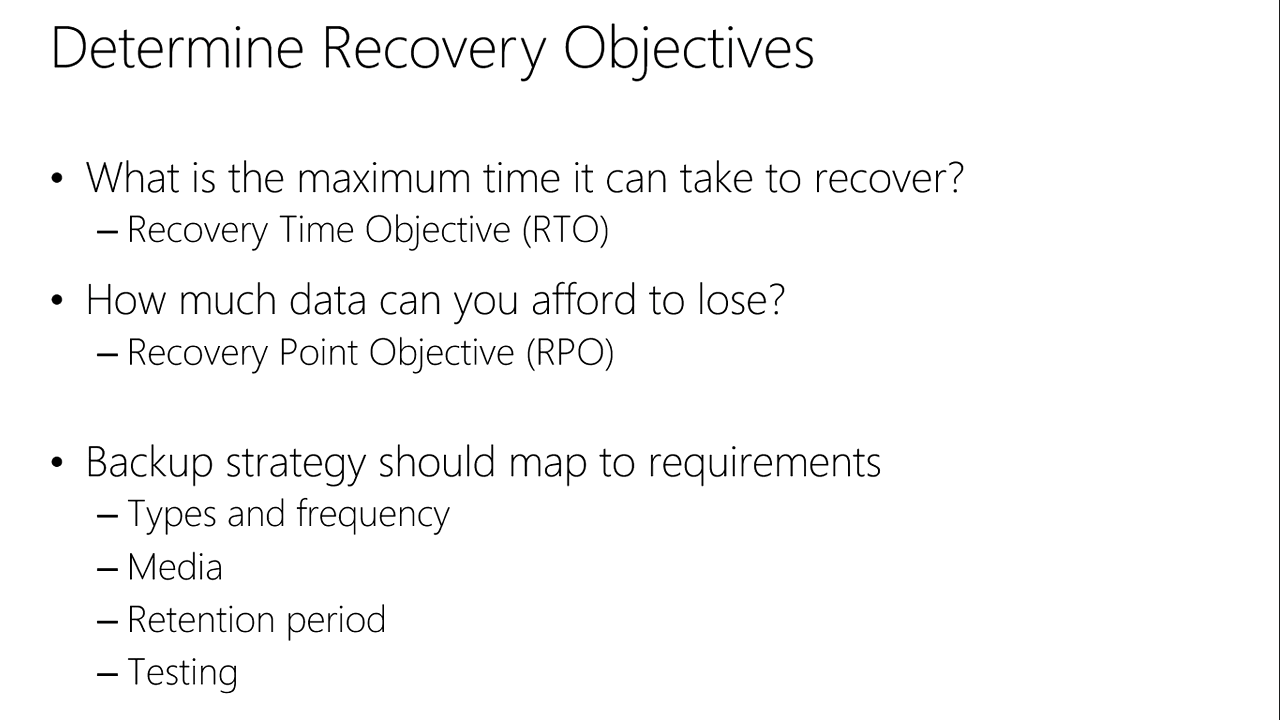 Determine Recovery Objectives
• What is the maximum time it can take to recover?
– Recovery Time Objective (RTO)
• How much data can you afford to lose?
– Recovery Point Objective (RPO)
• Backup strategy should map to requirements
– Types and frequency
– Media
– Retention period
– Testing